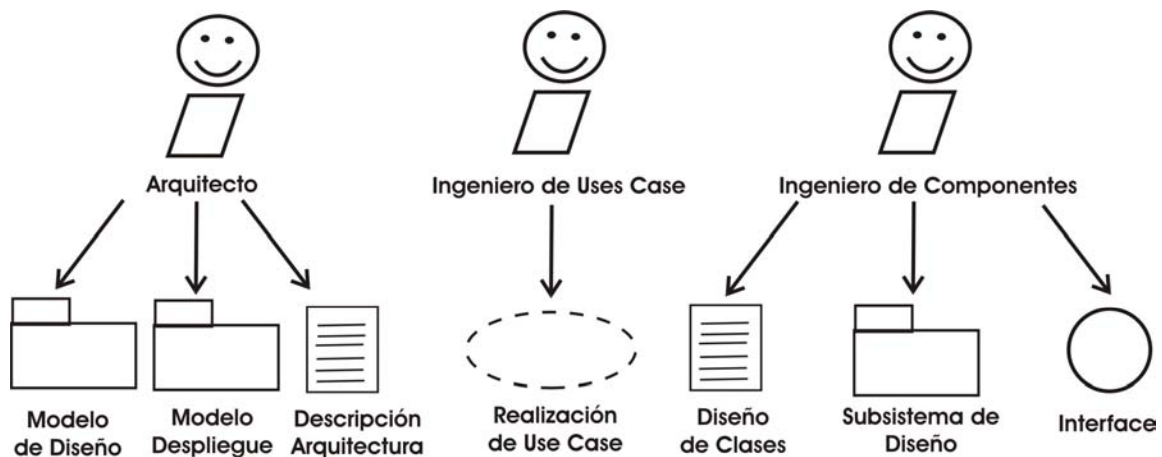 Arquitecto
Ingeniero de Uses Case
Ingeniero de Componentes
Modelo
de Diseño
Modelo
Despliegue
Descripción
Arquitectura
Realización
de Use Case
Diseño
de Clases
Subsistema de
Diseño
Interface